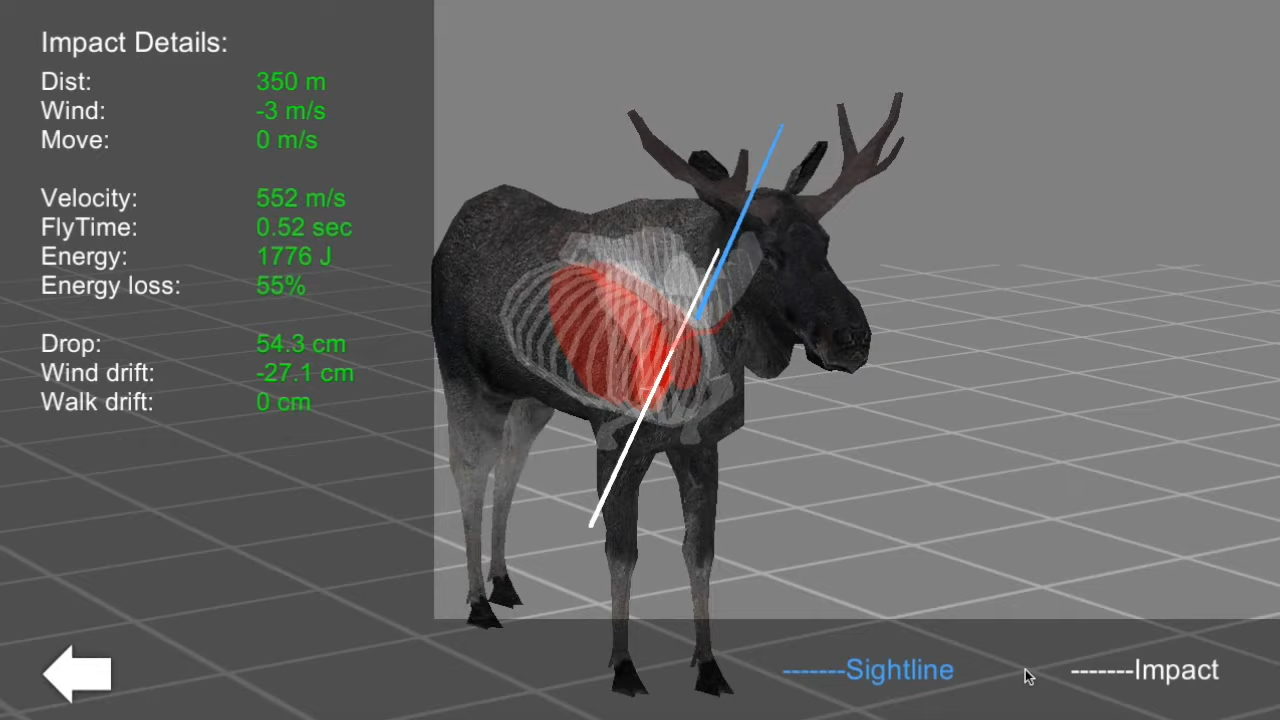 Impact Details:
Dist: 350 m
Wind: -3 m/s
Move: 0 m/s
Velocity: 552 m/s
FlyTime: 0.52 sec
Energy: 1776 J
Energy loss: 55%
Drop: 54.3 cm
Wind drift: -27.1 cm
Walk drift: 0 cm
-------Sightline -------Impact